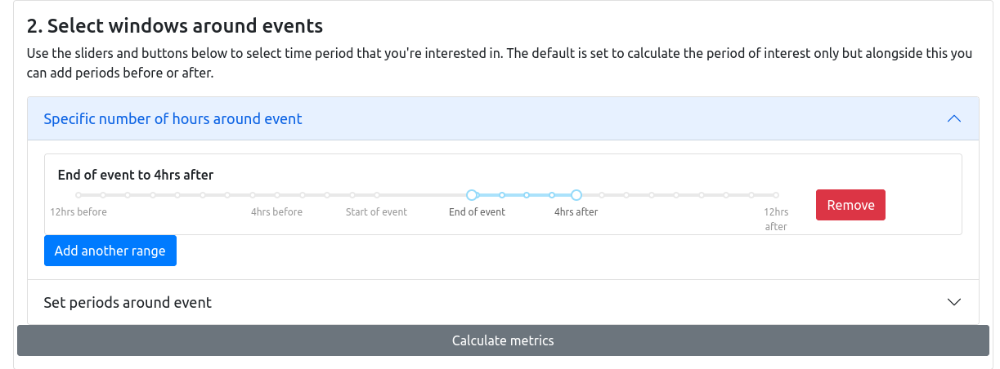 2. Select windows around events
Use the sliders and buttons below to select time period that you're interested in. The default is set to calculate the period of interest only but alongside this you
can add periods before or after.
Specific number of hours around event
End of event to 4hrs after
12hrs before
4hrs before
Start of event
End of event
4hrs after
12hrs
after
Remove
Add another range
Set periods around event
Calculate metrics